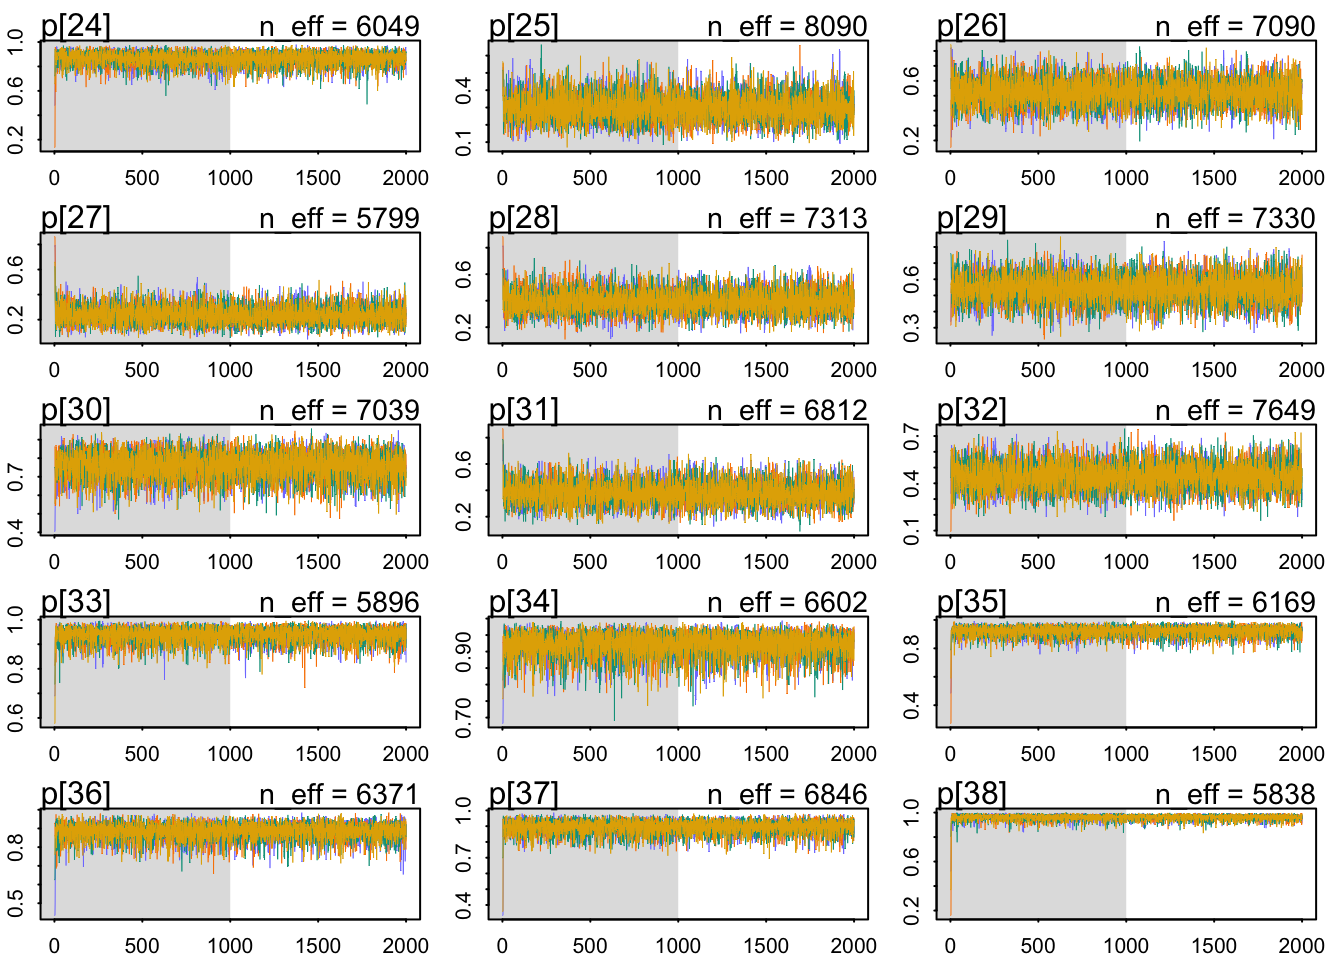 p[24] n_eff = 6049 p[25] n_eff = 8090 p[26] n_eff = 7090
1.0 0.6 0.2 0.4 0.1 0.6 0.2
0 500 1000 1500 2000 0 500 1000 1500 2000 0 500 1000 1500 2000
p[27] n_eff = 5799 p[28] n_eff = 7313 p[29] n_eff = 7330
0.6 0.2 0.6 0.2 0.6 0.3
0 500 1000 1500 2000 0 500 1000 1500 2000 0 500 1000 1500 2000
p[30] n_eff = 7039 p[31] n_eff = 6812 p[32] n_eff = 7649
0.7 0.4 0.6 0.2 0.7 0.4 0.1
0 500 1000 1500 2000 0 500 1000 1500 2000 0 500 1000 1500 2000
p[33] n_eff = 5896 p[34] n_eff = 6602 p[35] n_eff = 6169
1.0 0.8 0.6 0.90 0.70 0.8 0.4
0 500 1000 1500 2000 0 500 1000 1500 2000 0 500 1000 1500 2000
p[36] n_eff = 6371 p[37] n_eff = 6846 p[38] n_eff = 5838
0.8 0.5 1.0 0.7 0.4 1.0 0.6 0.2
0 500 1000 1500 2000 0 500 1000 1500 2000 0 500 1000 1500 2000